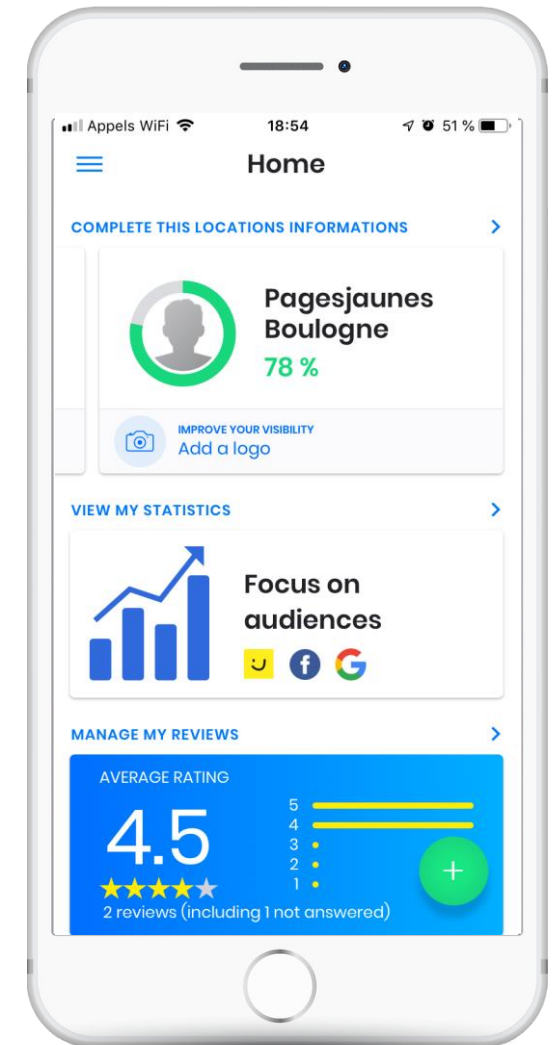 Appels WiFi 18:54 51 %
Home
COMPLETE THIS LOCATIONS INFORMATIONS
Pagesjaunes
Boulogne
78 %
IMPROVE YOUR VISIBILITY
Add a logo
VIEW MY STATISTICS
Focus on
audiences
MANAGE MY REVIEWS
AVERAGE RATING
4.5
5
4
3
2
1
2 reviews (including 1 not answered)